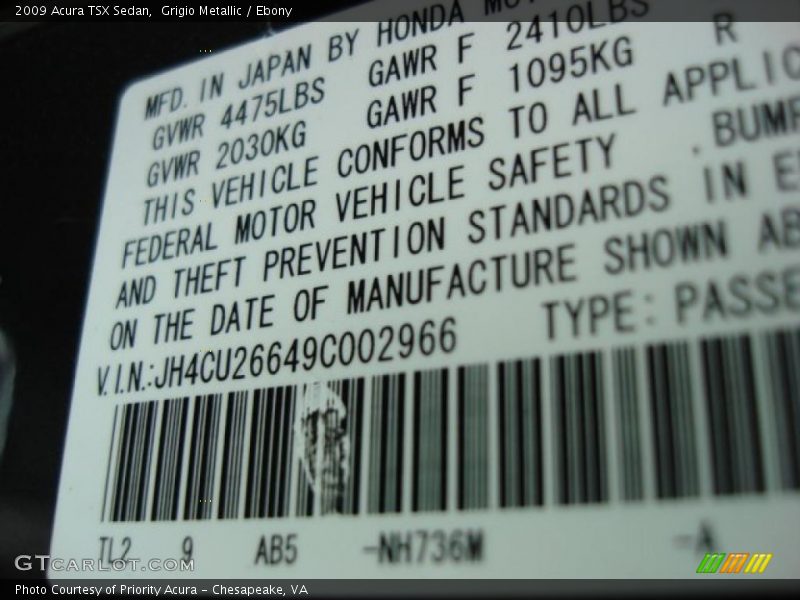 2009 Acura TSX Sedan,  Grigio Metallic / Ebony
MFD. IN JAPAN BY HONDA
GVWR 4475LBS GAWR F 2410LBS R
GVWR 2030KG GAWR F 1095KG
THIS VEHICLE CONFORMS TO ALL APPLIC
FEDERAL MOTOR VEHICLE SAFETY . BUMP
AND THEFT PREVENTION STANDARDS IN E
ON THE DATE OF MANUFACTURE SHOWN AB
V.I.N.:JH4CU26649C002966 TYPE: PASSE
TL2 9 AB5 -NH736M -A
GTCARLOT.COM
Photo Courtesy of Priority Acura - Chesapeake, VA